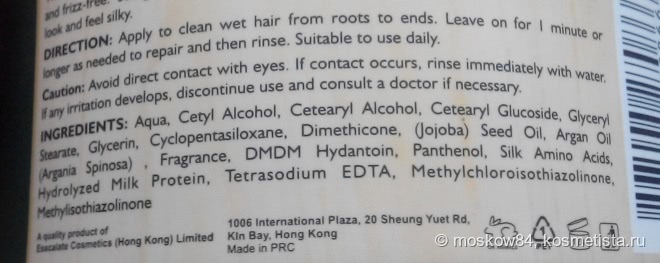 and frizz-free.
look and feel silky.
DIRECTION: Apply to clean wet hair from roots to ends. Leave on for 1 minute or
longer as needed to repair and then rinse. Suitable to use daily.
Caution: Avoid direct contact with eyes. If contact occurs, rinse immediately with water.
If any irritation develops, discontinue use and consult a doctor if necessary.
INGREDIENTS: Aqua, Cetyl Alcohol, Cetearyl Alcohol, Cetearyl Glucoside, Glyceryl
Stearate, Glycerin, Cyclopentasiloxane, Dimethicone, (Jojoba) Seed Oil, Argan Oil
(Argania Spinosa) , Fragrance, DMDM Hydantoin, Panthenol, Silk Amino Acids,
Hydrolyzed Milk Protein, Tetrasodium EDTA, Methylchloroisothiazolinone,
Methylisothiazolinone
A quality product of
Esacalate Cosmetics (Hong Kong) Limited
1006 International Plaza, 20 Sheung Yuet Rd,
Kln Bay, Hong Kong
Made in PRC
1
PET
© moskow84-kosmetista.ru